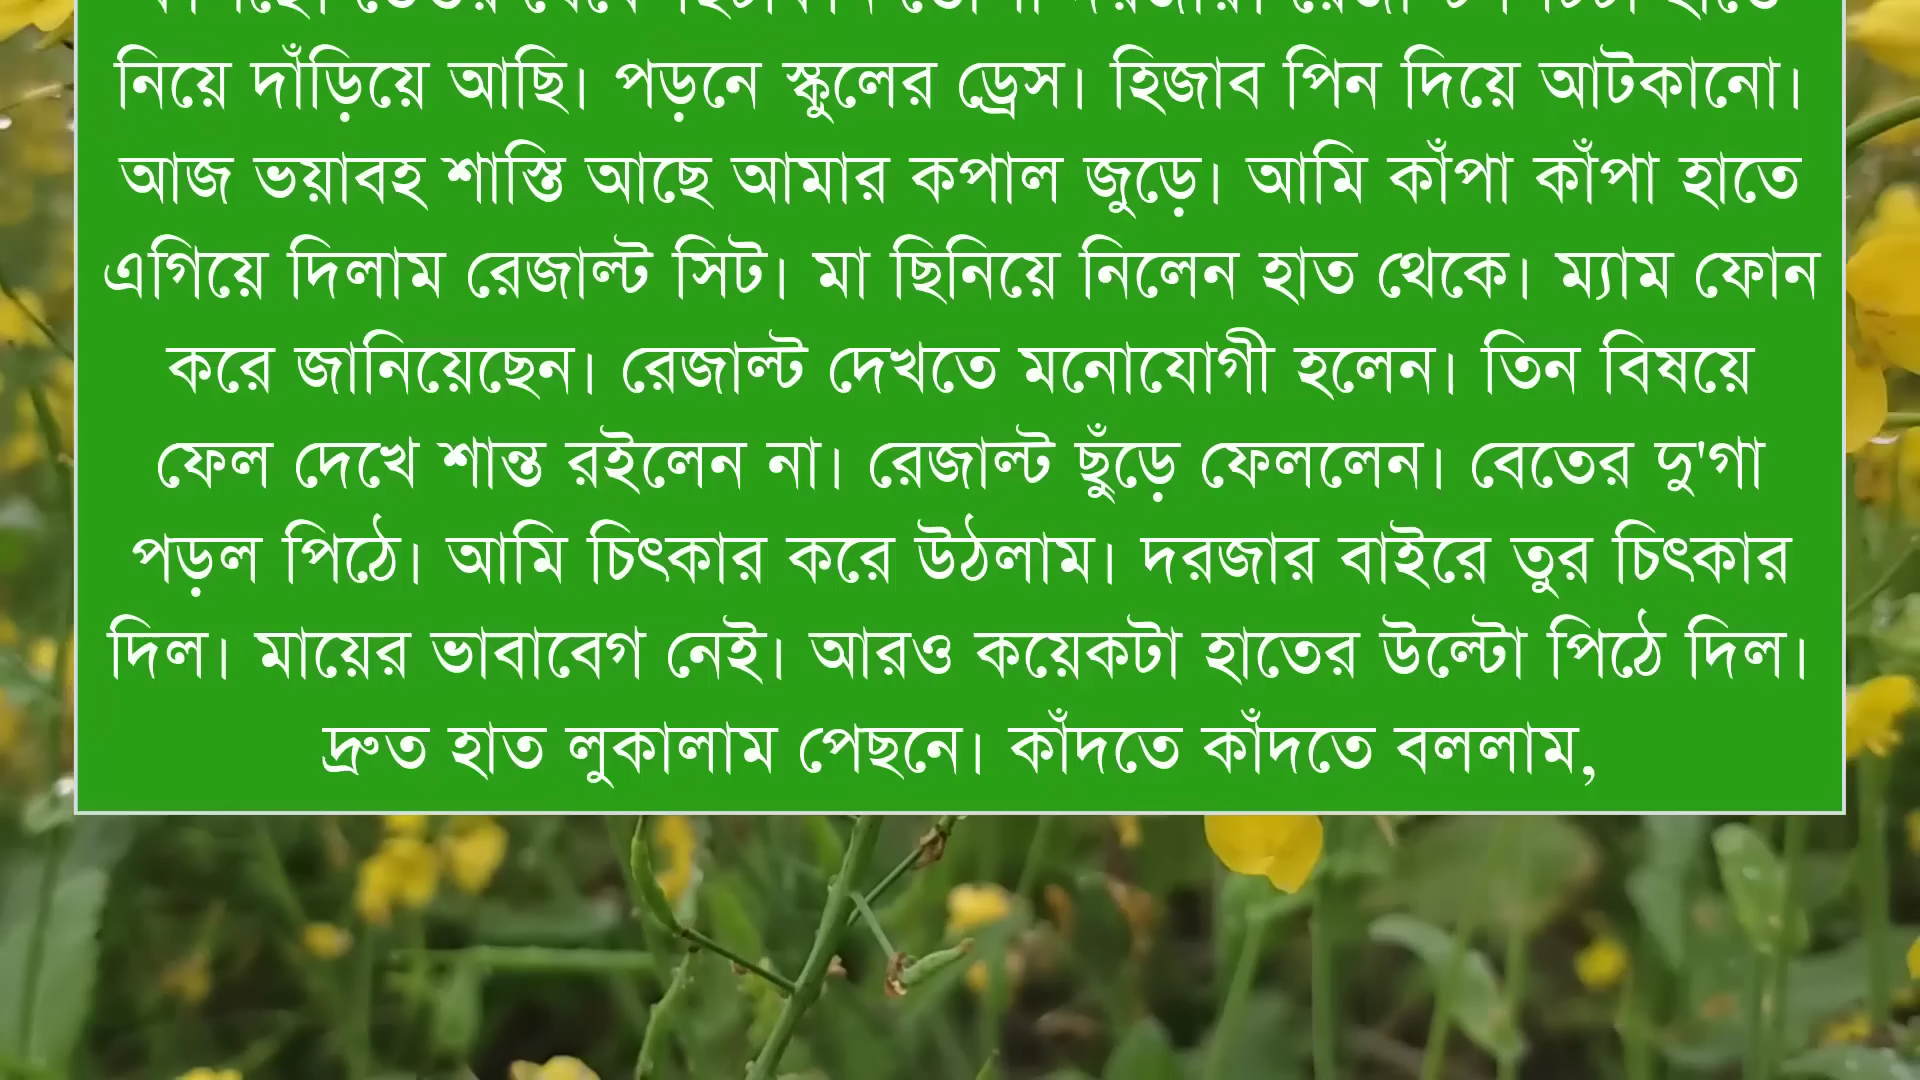 নিয়ে দাঁড়িয়ে আছি। পড়নে স্কুলের ড্রেস। হিজাব পিন দিয়ে আটকানো।
আজ ভয়াবহ শাস্তি আছে আমার কপাল জুড়ে। আমি কাঁপা কাঁপা হাতে
এগিয়ে দিলাম রেজাল্ট সিট। মা ছিনিয়ে নিলেন হাত থেকে। ম্যাম ফোন
করে জানিয়েছেন। রেজাল্ট দেখতে মনোযোগী হলেন। তিন বিষয়ে
ফেল দেখে শান্ত রইলেন না। রেজাল্ট ছুঁড়ে ফেললেন। বেতের দু'গা
পড়ল পিঠে। আমি চিৎকার করে উঠলাম। দরজার বাইরে তুর চিৎকার
দিল। মায়ের ভাবাবেগ নেই। আরও কয়েকটা হাতের উল্টো পিঠে দিল।
দ্রুত হাত লুকালাম পেছনে। কাঁদতে কাঁদতে বললাম,